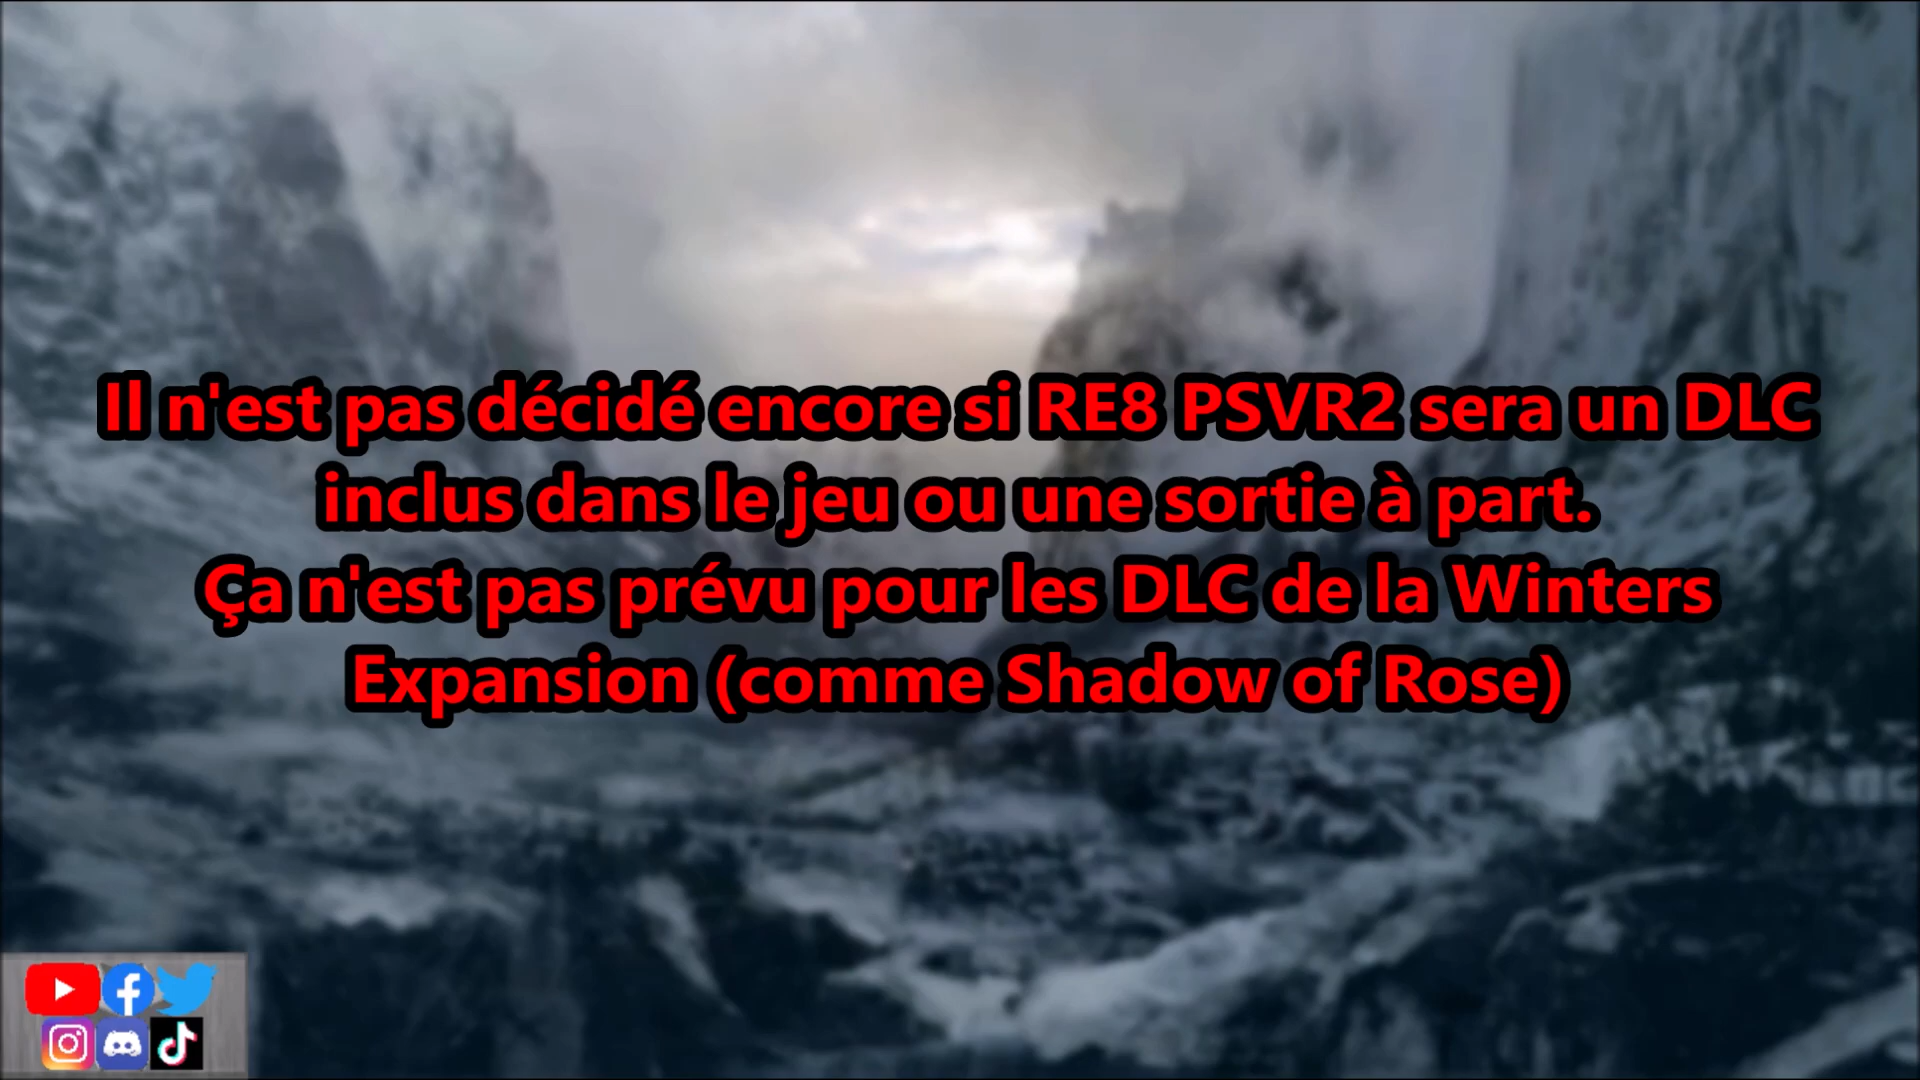 Il n'est pas décidé encore si RE8 PSVR2 sera un DLC
inclus dans le jeu ou une sortie à part.
Ça n'est pas prévu pour les DLC de la Winters
Expansion (comme Shadow of Rose)